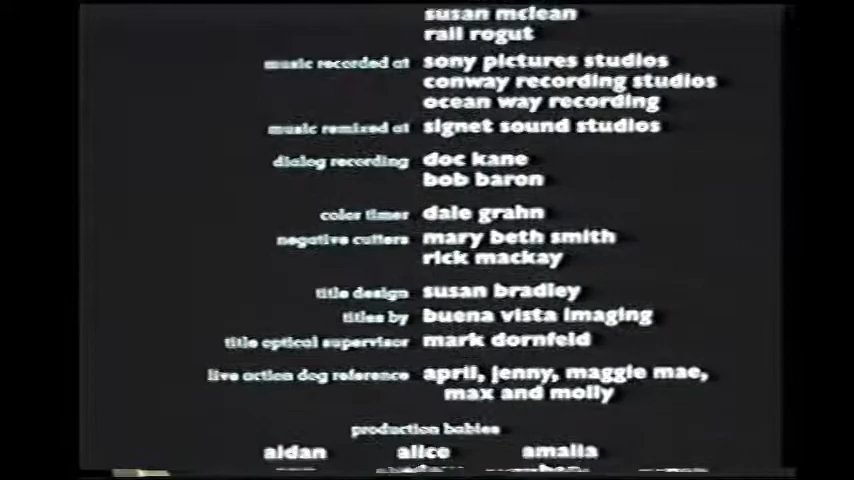 susan mclean
rail rogut
music recorded at sony pictures studios
conway recording studios
ocean way recording
music remixed at signet sound studios
dialog recording doc kane
bob baron
color timer dale grahn
negative cutters mary beth smith
rick mackay
title design susan bradley
titles by buena vista imaging
title optical supervisor mark dornfeld
live action dog reference april, jenny, maggie mae,
max and molly
production babies
aidan alice amalia